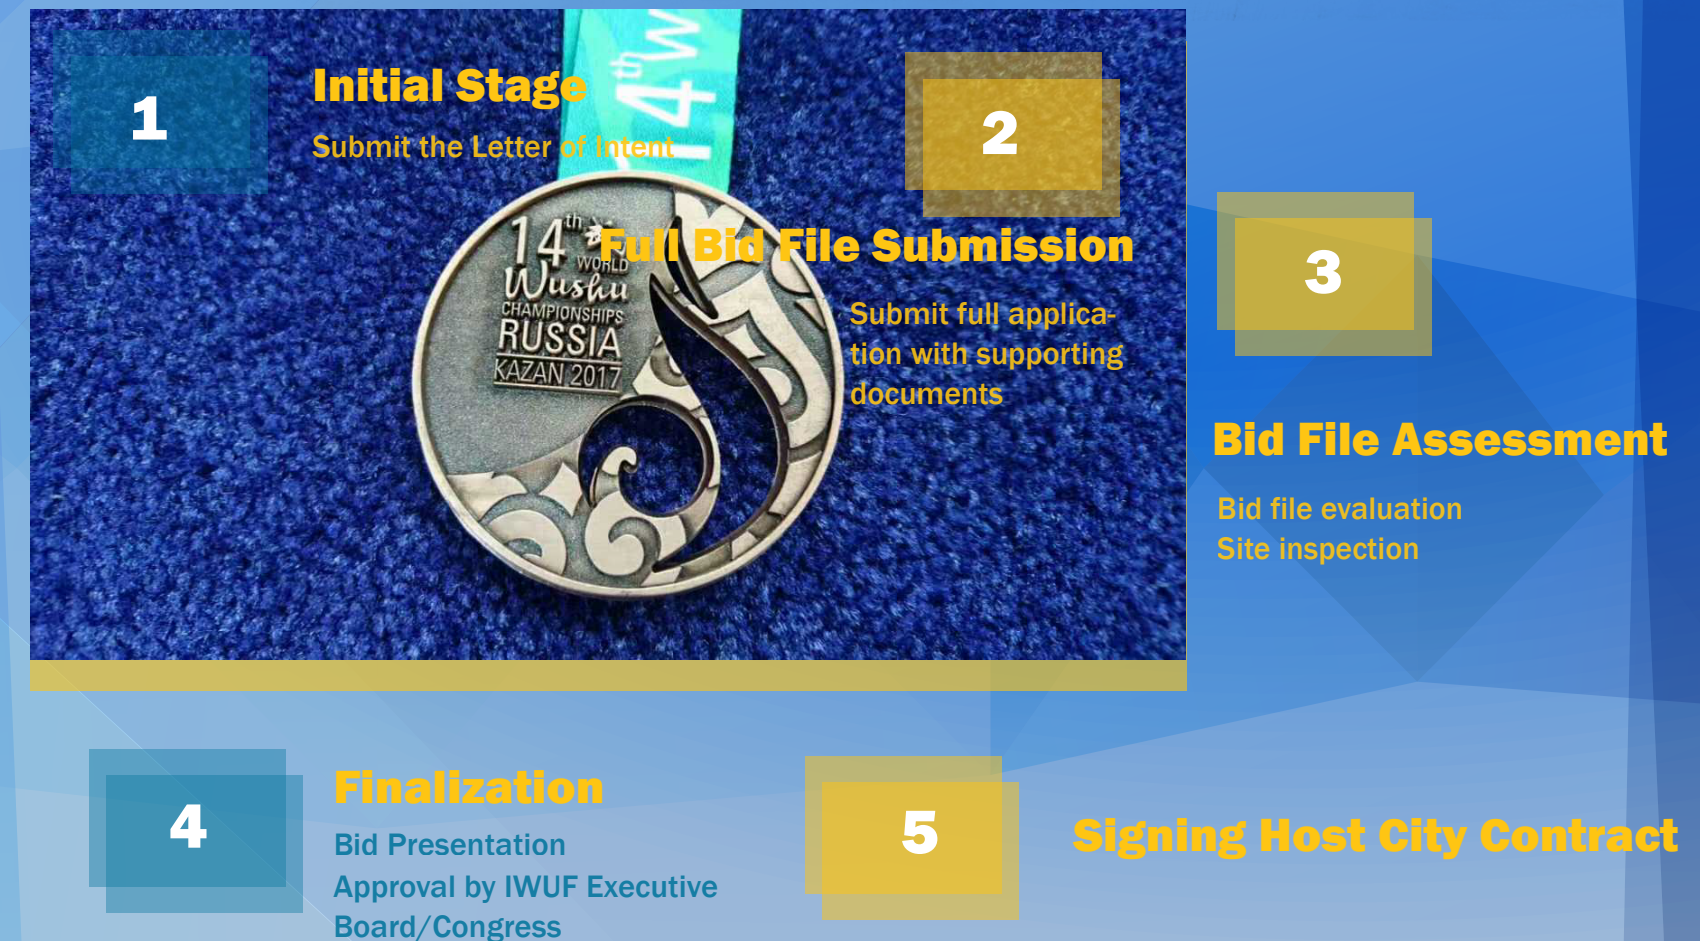 1
Initial Stage
Submit the Letter of Intent
14th W
14th
WORLD
Wushu
CHAMPIONSHIPS
RUSSIA
KAZAN 2017
2
Full Bid File Submission
Submit full applica-
tion with supporting
documents
3
Bid File Assessment
Bid file evaluation
Site inspection
4
Finalization
Bid Presentation
Approval by IWUF Executive
Board/Congress
5
Signing Host City Contract